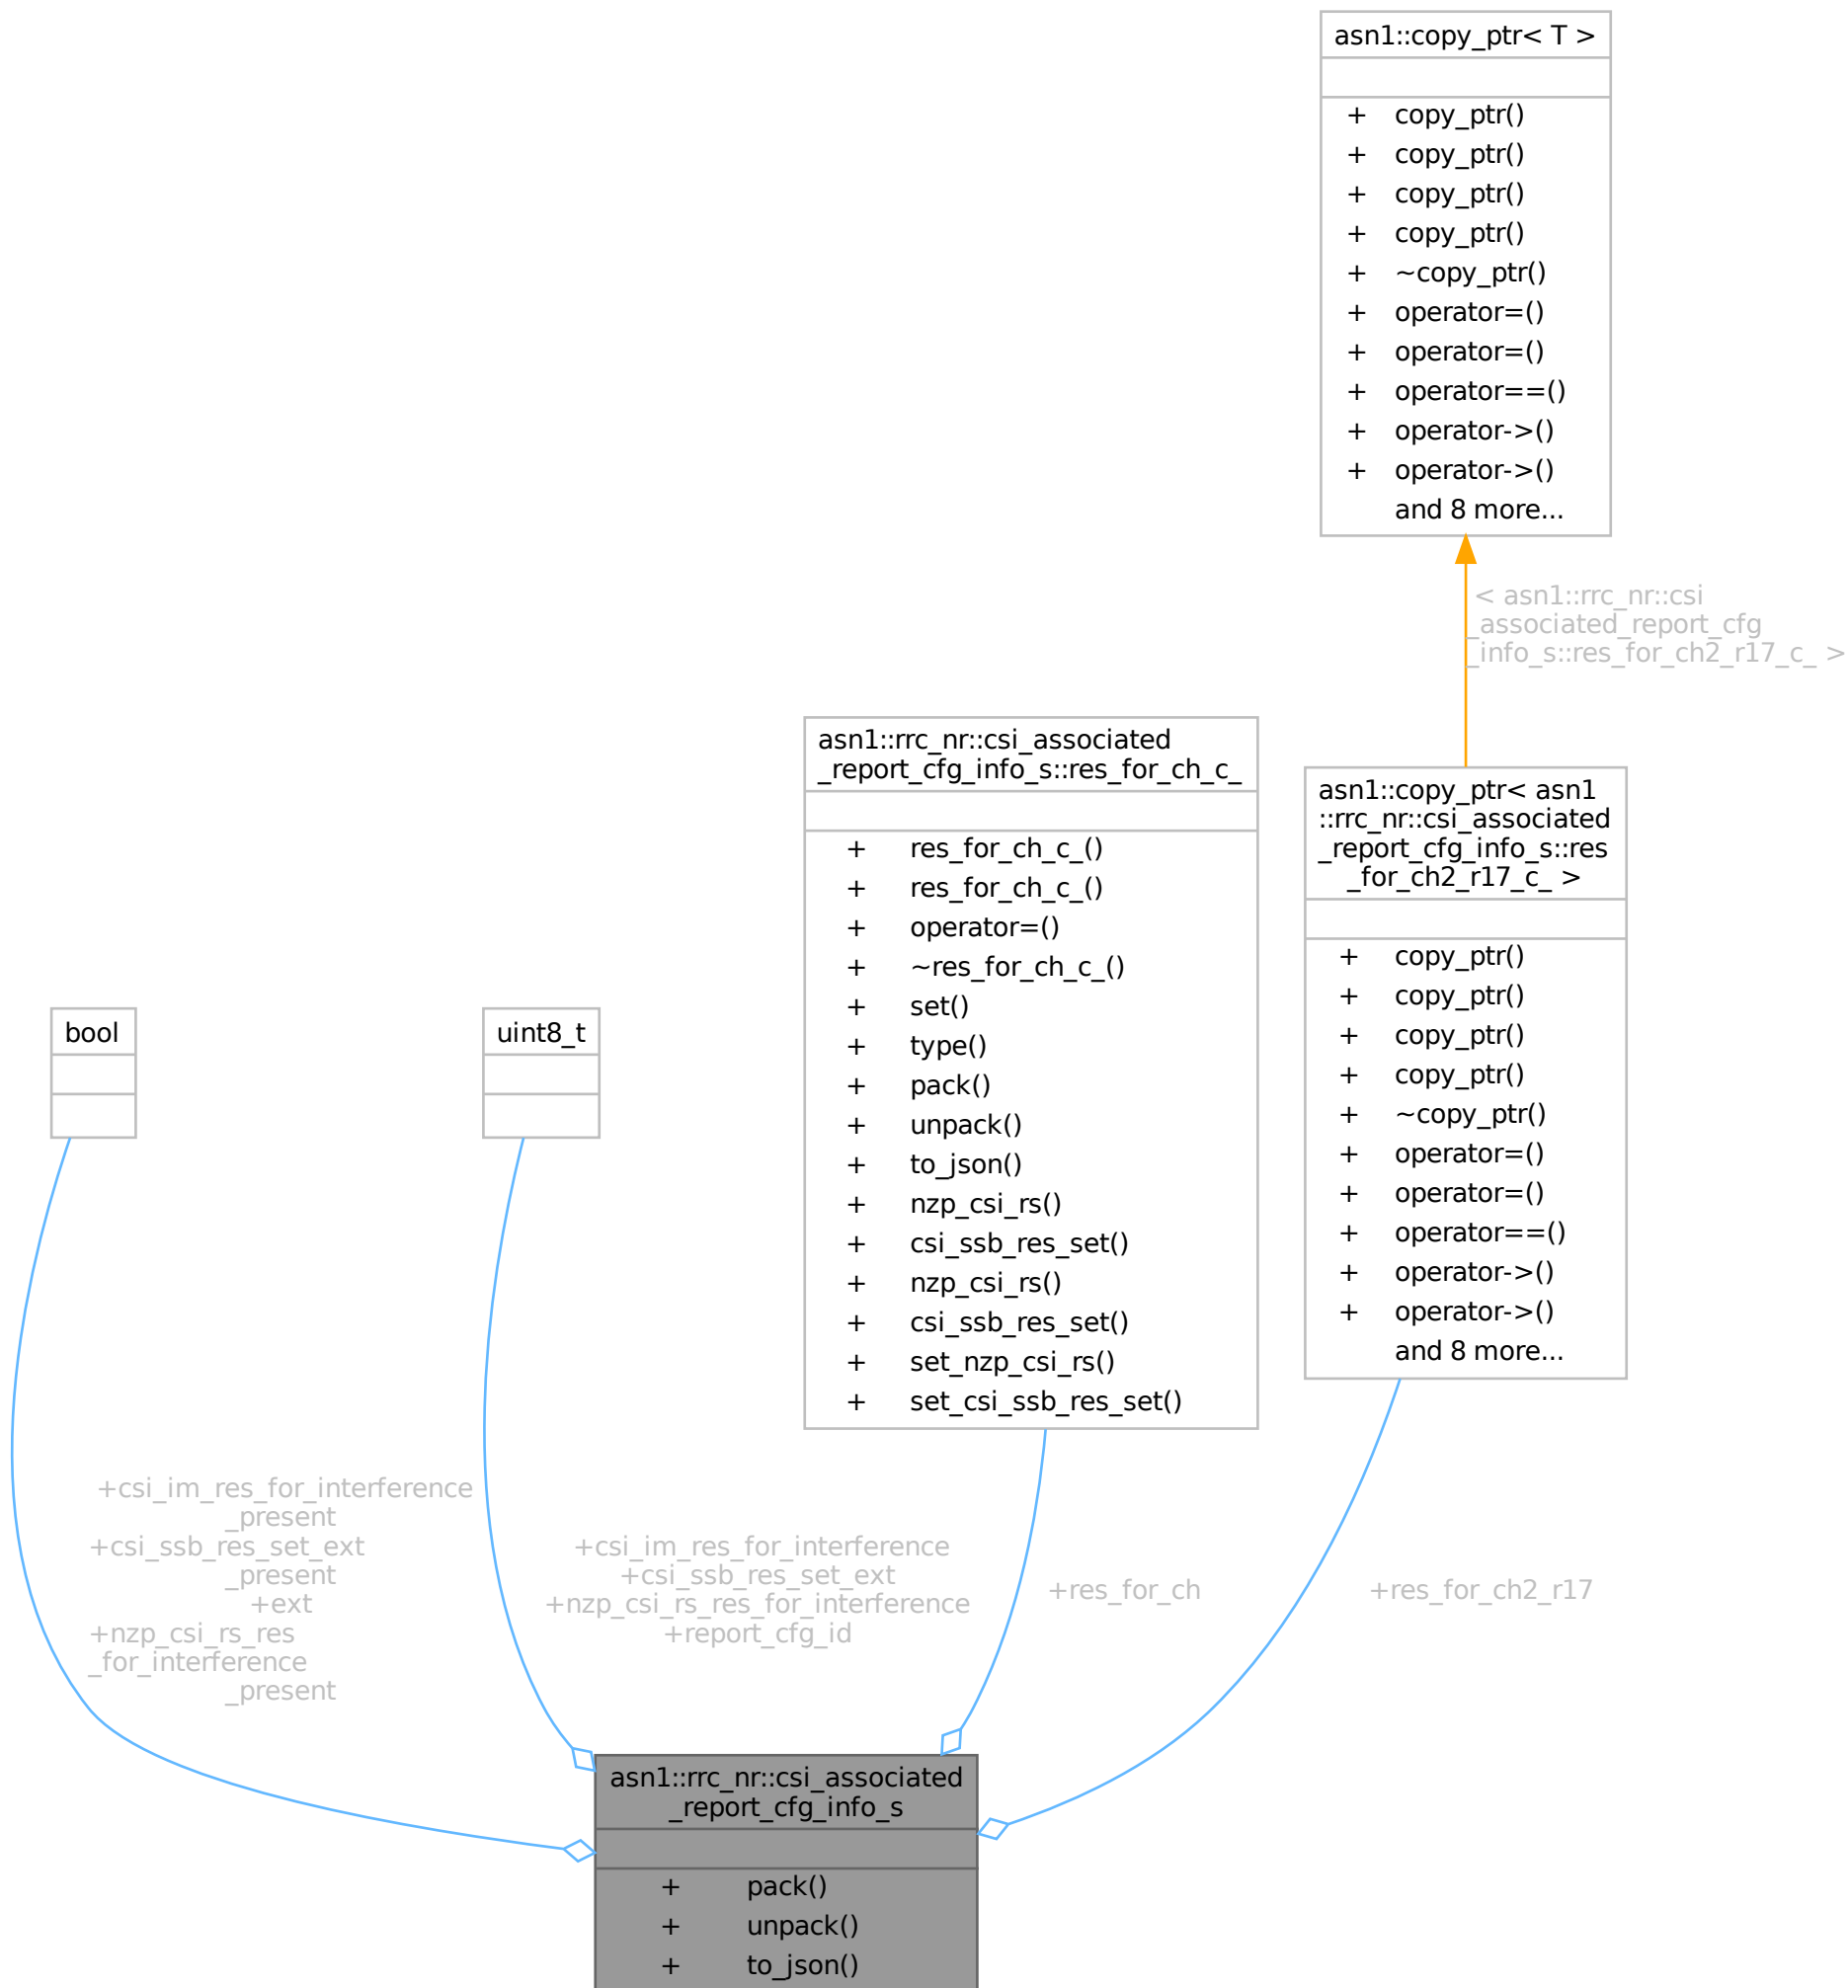 asn1::copy_ptr< T >
+ copy_ptr()
+ copy_ptr()
+ copy_ptr()
+ copy_ptr()
+ ~copy_ptr()
+ operator=()
+ operator=()
+ operator==()
+ operator->()
+ operator->()
and 8 more...
< asn1::rrc_nr::csi
_associated_report_cfg
_info_s::res_for_ch2_r17_c_ >
asn1::rrc_nr::csi_associated
_report_cfg_info_s::res_for_ch_c_
+ res_for_ch_c_()
+ res_for_ch_c_()
+ operator=()
+ ~res_for_ch_c_()
+ set()
+ type()
+ pack()
+ unpack()
+ to_json()
+ nzp_csi_rs()
+ csi_ssb_res_set()
+ nzp_csi_rs()
+ csi_ssb_res_set()
+ set_nzp_csi_rs()
+ set_csi_ssb_res_set()
asn1::copy_ptr< asn1
::rrc_nr::csi_associated
_report_cfg_info_s::res
_for_ch2_r17_c_ >
+ copy_ptr()
+ copy_ptr()
+ copy_ptr()
+ copy_ptr()
+ ~copy_ptr()
+ operator=()
+ operator=()
+ operator==()
+ operator->()
+ operator->()
and 8 more...
bool
uint8_t
+csi_im_res_for_interference
_present
+csi_ssb_res_set_ext
_present
+ext
+nzp_csi_rs_res
_for_interference
_present
+csi_im_res_for_interference
+csi_ssb_res_set_ext
+nzp_csi_rs_res_for_interference
+report_cfg_id
+res_for_ch
+res_for_ch2_r17
asn1::rrc_nr::csi_associated
_report_cfg_info_s
+ pack()
+ unpack()
+ to_json()